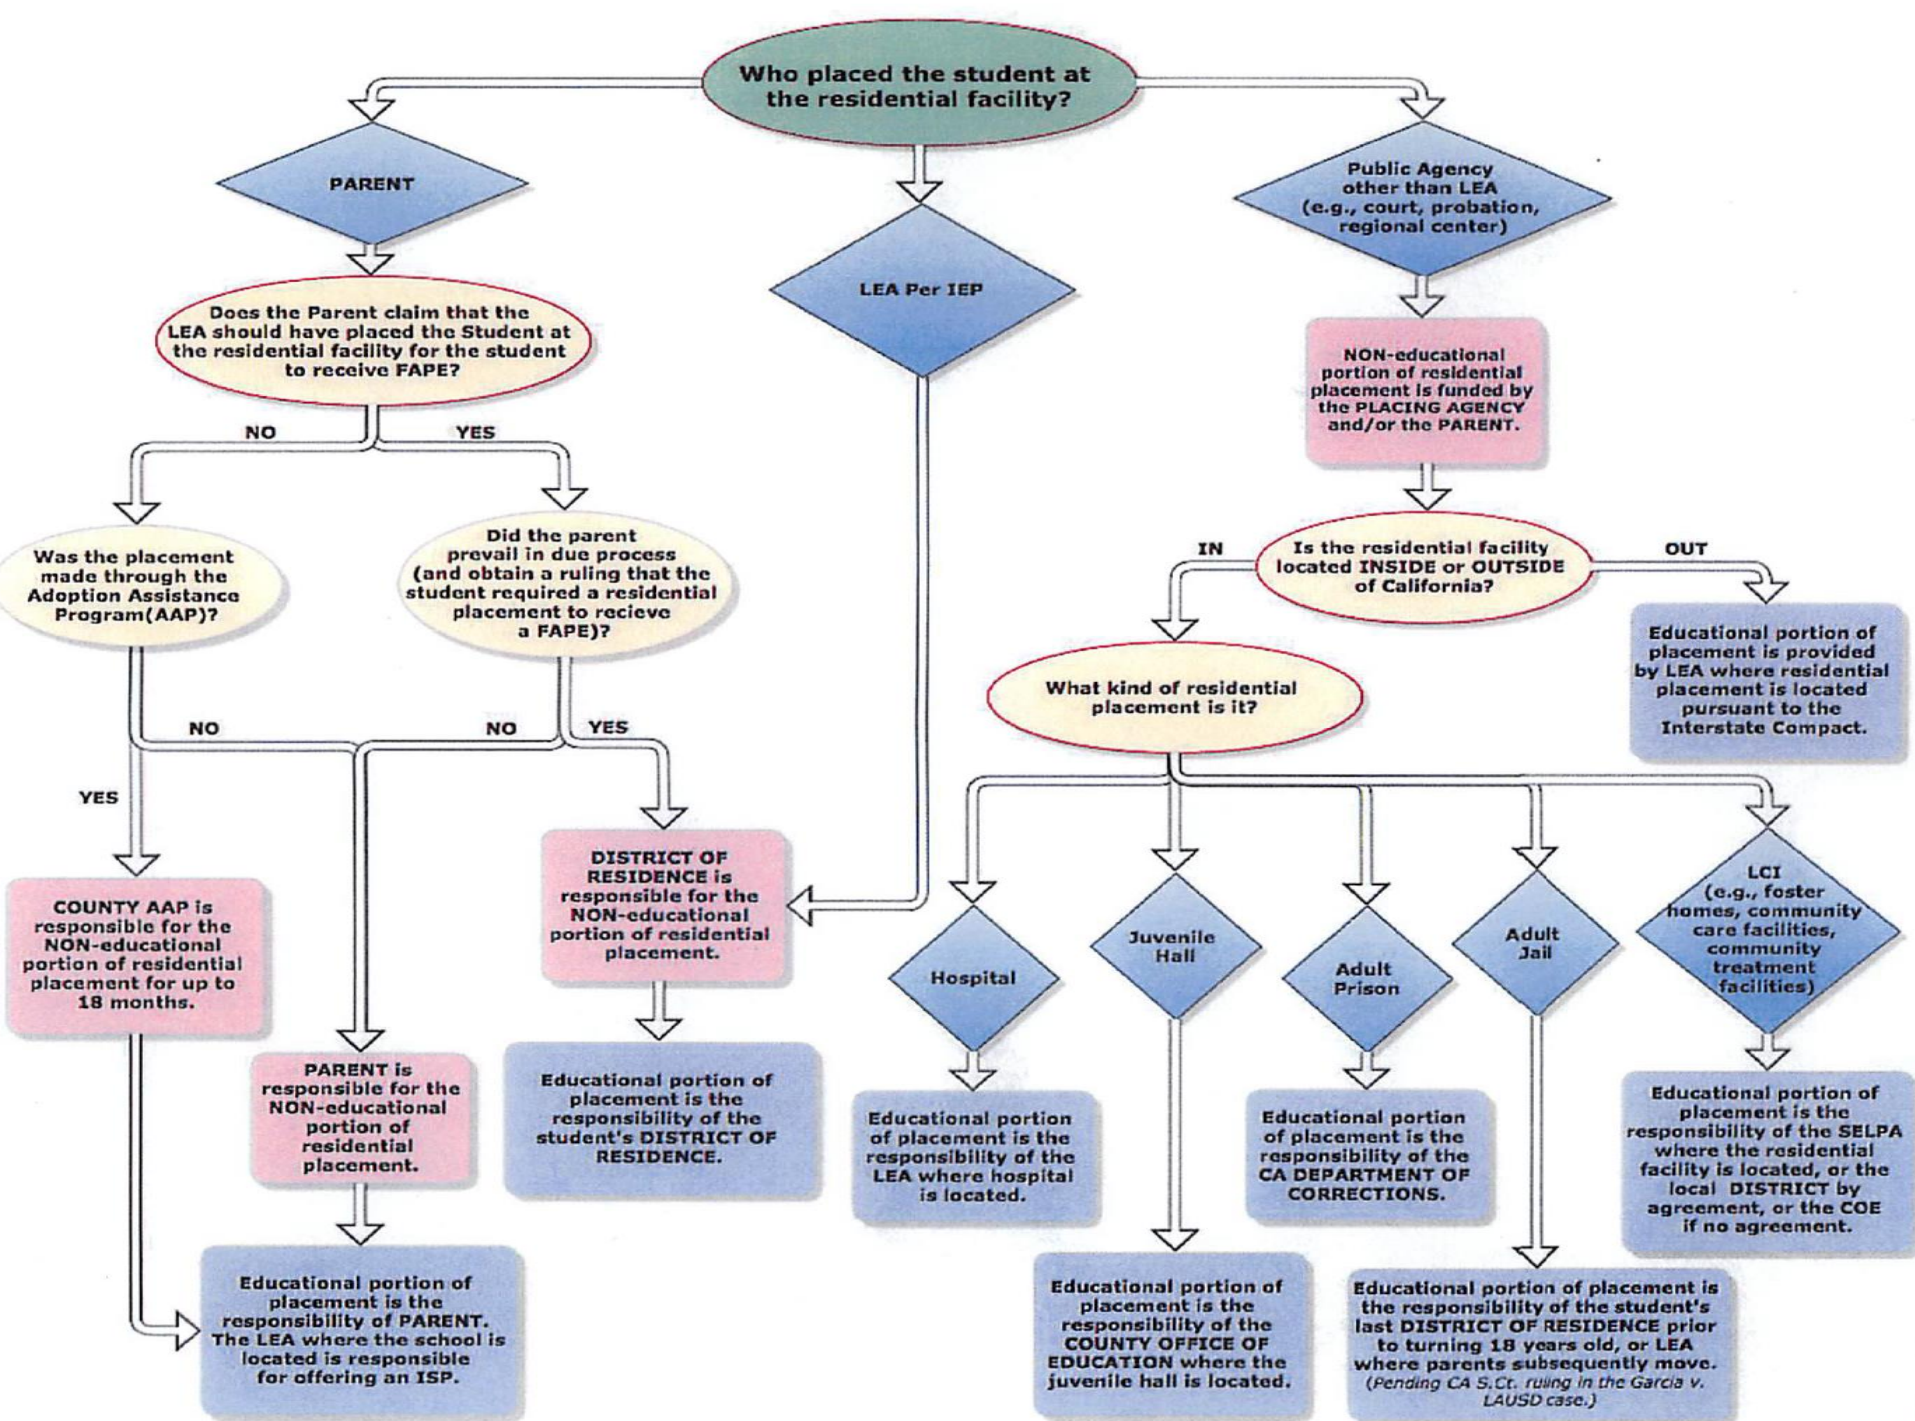 Who placed the student at
the residential facility?
PARENT
LEA Per IEP
Public Agency
other than LEA
(e.g., court, probation,
regional center)
Does the Parent claim that the
LEA should have placed the Student at
the residential facility for the student
to receive FAPE?
NON-educational
portion of residential
placement is funded by
the PLACING AGENCY
and/or the PARENT.
NO
YES
Was the placement
made through the
Adoption Assistance
Program(AAP)?
Did the parent
prevail in due process
(and obtain a ruling that the
student required a residential
placement to recieve
a FAPE)?
Is the residential facility
located INSIDE or OUTSIDE
of California?
IN
OUT
What kind of residential
placement is it?
Educational portion of
placement is provided
by LEA where residential
placement is located
pursuant to the
Interstate Compact.
NO
NO
YES
YES
COUNTY AAP is
responsible for the
NON-educational
portion of residential
placement for up to
18 months.
DISTRICT OF
RESIDENCE is
responsible for the
NON-educational
portion of residential
placement.
Hospital
Juvenile
Hall
Adult
Prison
Adult
Jail
LCI
(e.g., foster
homes, community
care facilities,
community
treatment
facilities)
PARENT is
responsible for the
NON-educational
portion of
residential
placement.
Educational portion of
placement is the
responsibility of the
student's DISTRICT OF
RESIDENCE.
Educational portion
of placement is the
responsibility of the
LEA where hospital
is located.
Educational portion
of placement is the
responsibility of the
CA DEPARTMENT OF
CORRECTIONS.
Educational portion of
placement is the
responsibility of the SELPA
where the residential
facility is located, or the
local DISTRICT by
agreement, or the COE
if no agreement.
Educational portion of
placement is the
responsibility of PARENT.
The LEA where the school is
located is responsible
for offering an ISP.
Educational portion of
placement is the
responsibility of the
COUNTY OFFICE OF
EDUCATION where the
juvenile hall is located.
Educational portion of placement is
the responsibility of the student's
last DISTRICT OF RESIDENCE prior
to turning 18 years old, or LEA
where parents subsequently move.
(Pending CA S.Ct. ruling in the Garcia v.
LAUSD case.)